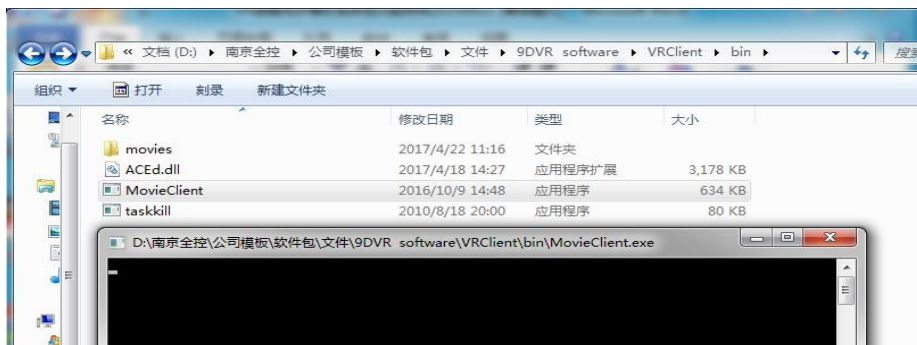 « 文档 (D:) ▸ 南京全控 ▸ 公司模板 ▸ 软件包 ▸ 文件 ▸ 9DVR software ▸ VRClient ▸ bin ▸
组织 ▾ 打开 刻录 新建文件夹
名称 修改日期 类型 大小
movies 2017/4/22 11:16 文件夹
ACEd.dll 2017/4/18 14:27 应用程序扩展 3,178 KB
MovieClient 2016/10/9 14:48 应用程序 634 KB
taskkill 2010/8/18 20:00 应用程序 80 KB
D:\南京全控\公司模板\软件包\文件\9DVR software\VRClient\bin\MovieClient.exe